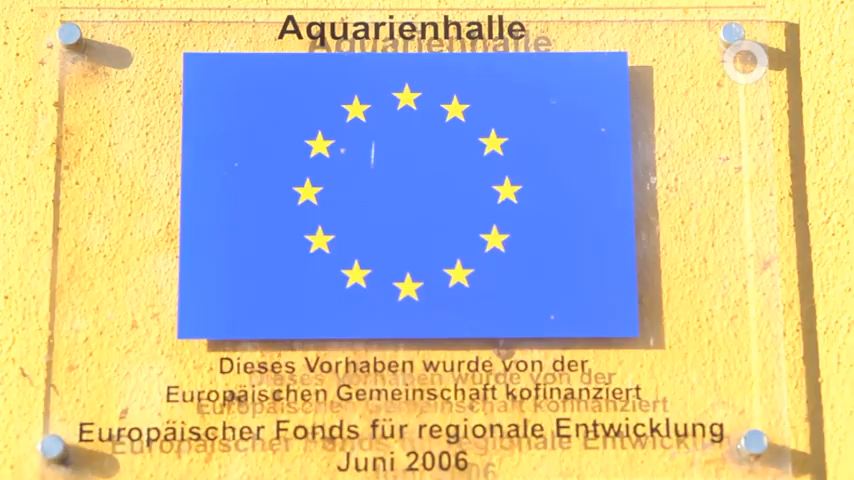 Aquarienhalle
Dieses Vorhaben wurde von der
Europäischen Gemeinschaft kofinanziert
Europäischer Fonds für regionale Entwicklung
Juni 2006